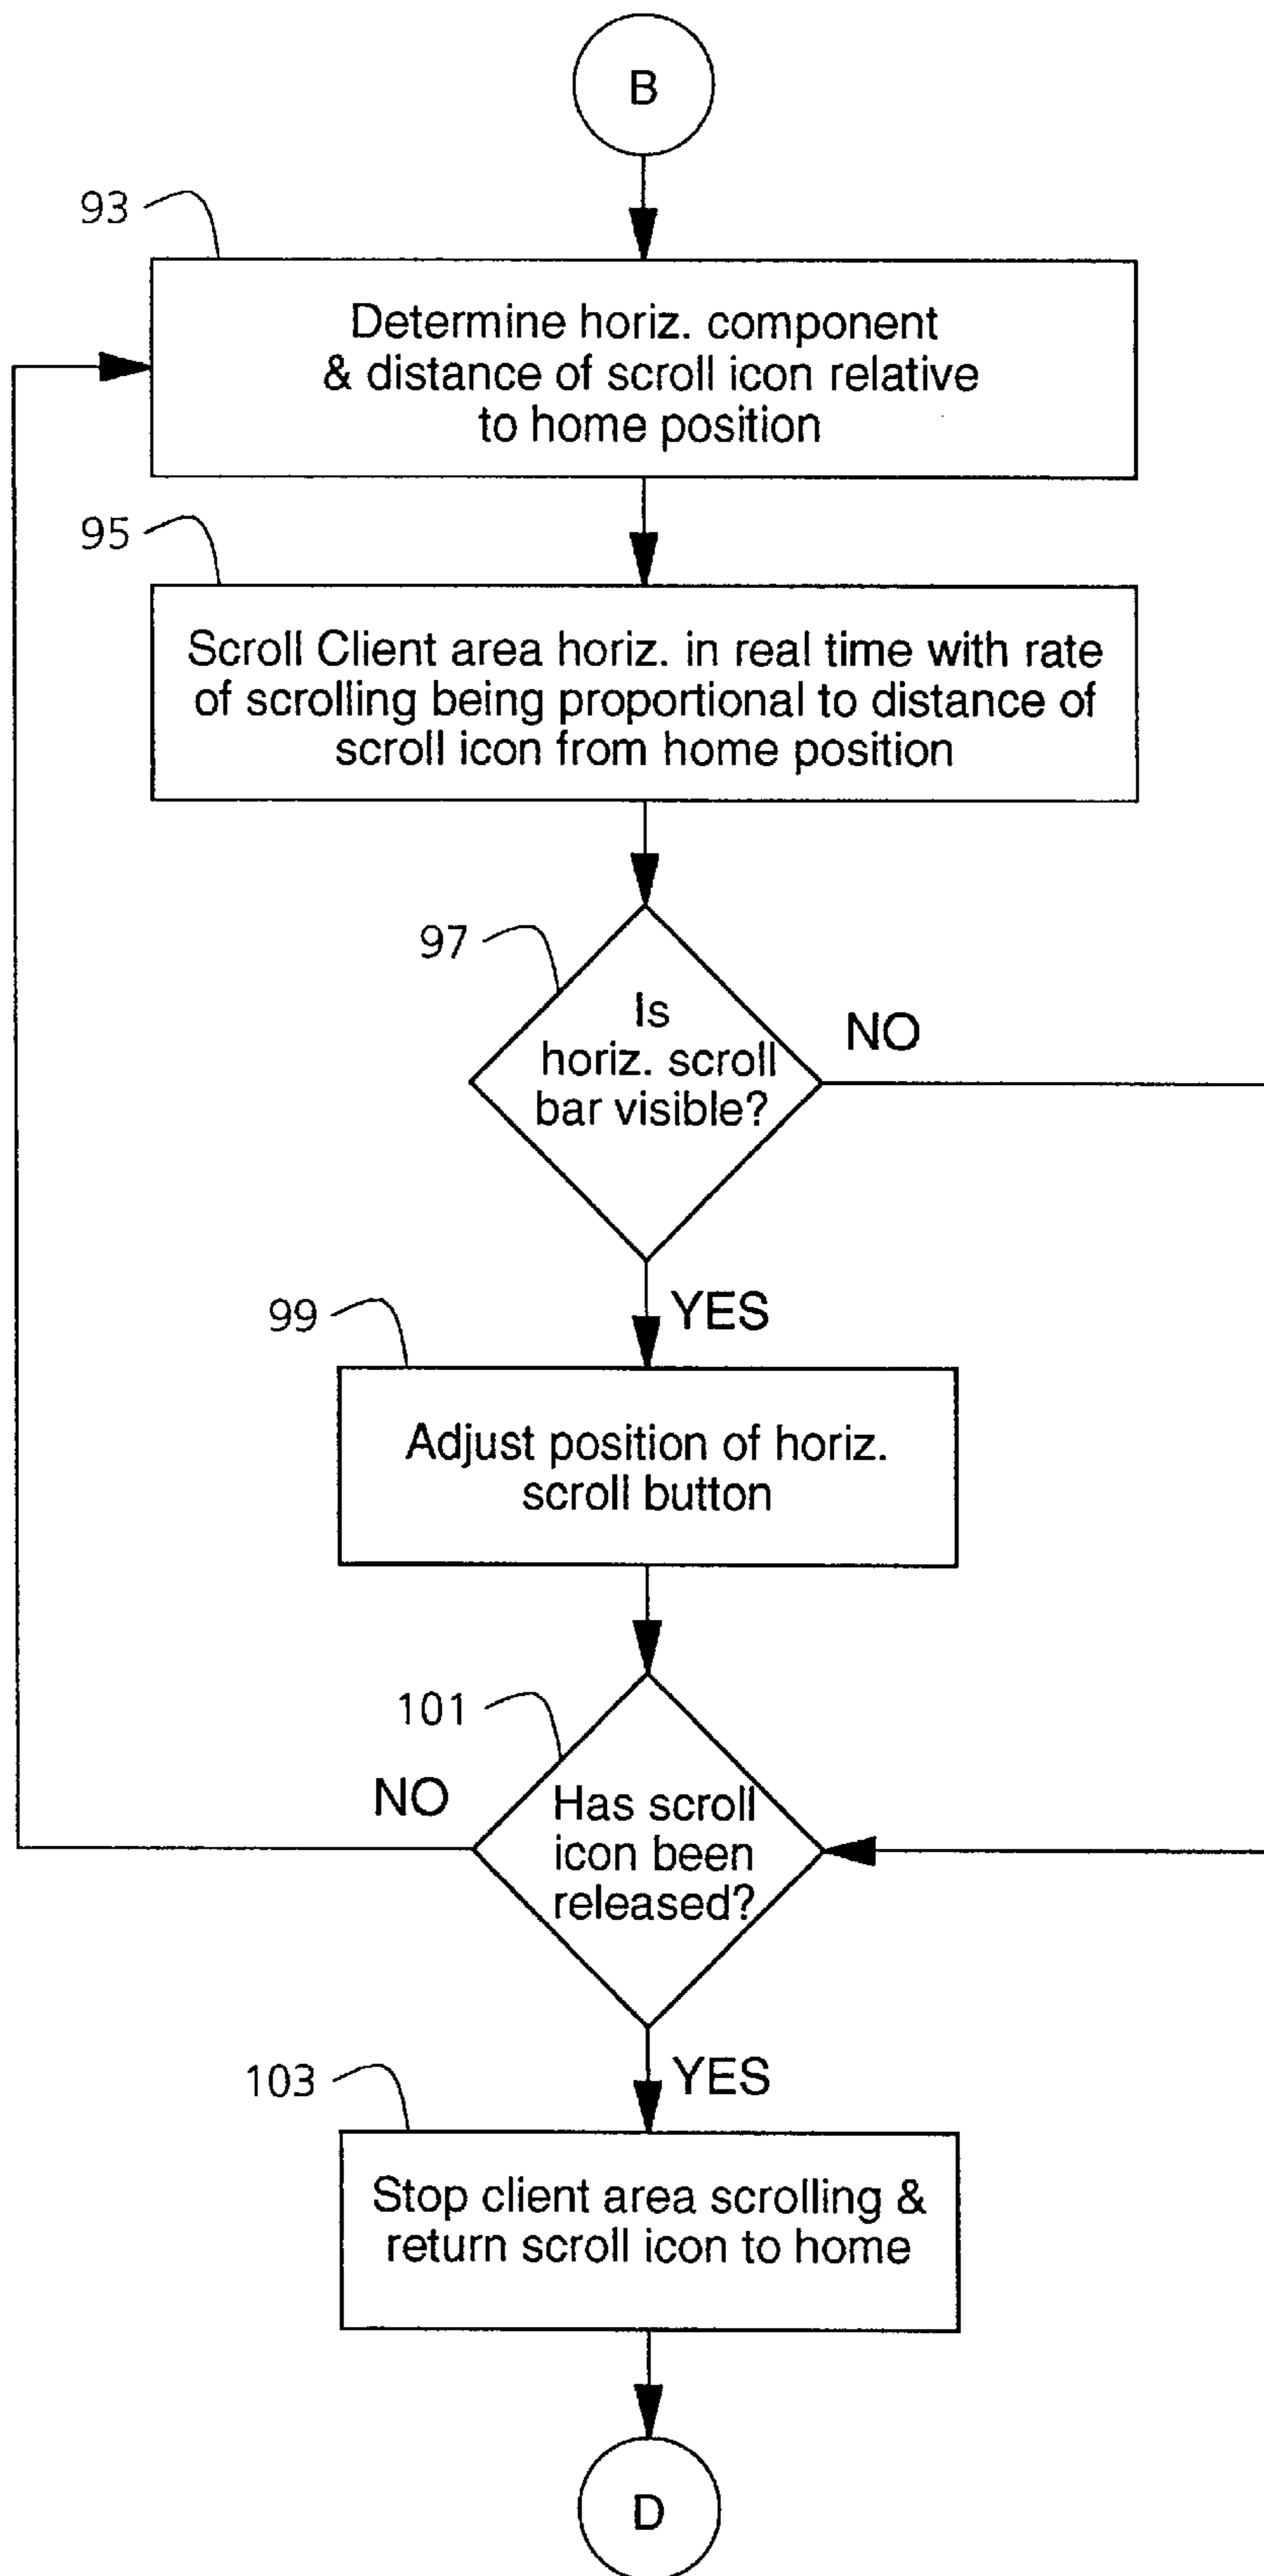 B
93
Determine horiz. component
& distance of scroll icon relative
to home position
95
Scroll Client area horiz. in real time with rate
of scrolling being proportional to distance of
scroll icon from home position
97
Is
horiz. scroll
bar visible?
NO
YES
99
Adjust position of horiz.
scroll button
101
NO
Has scroll
icon been
released?
YES
103
Stop client area scrolling &
return scroll icon to home
D